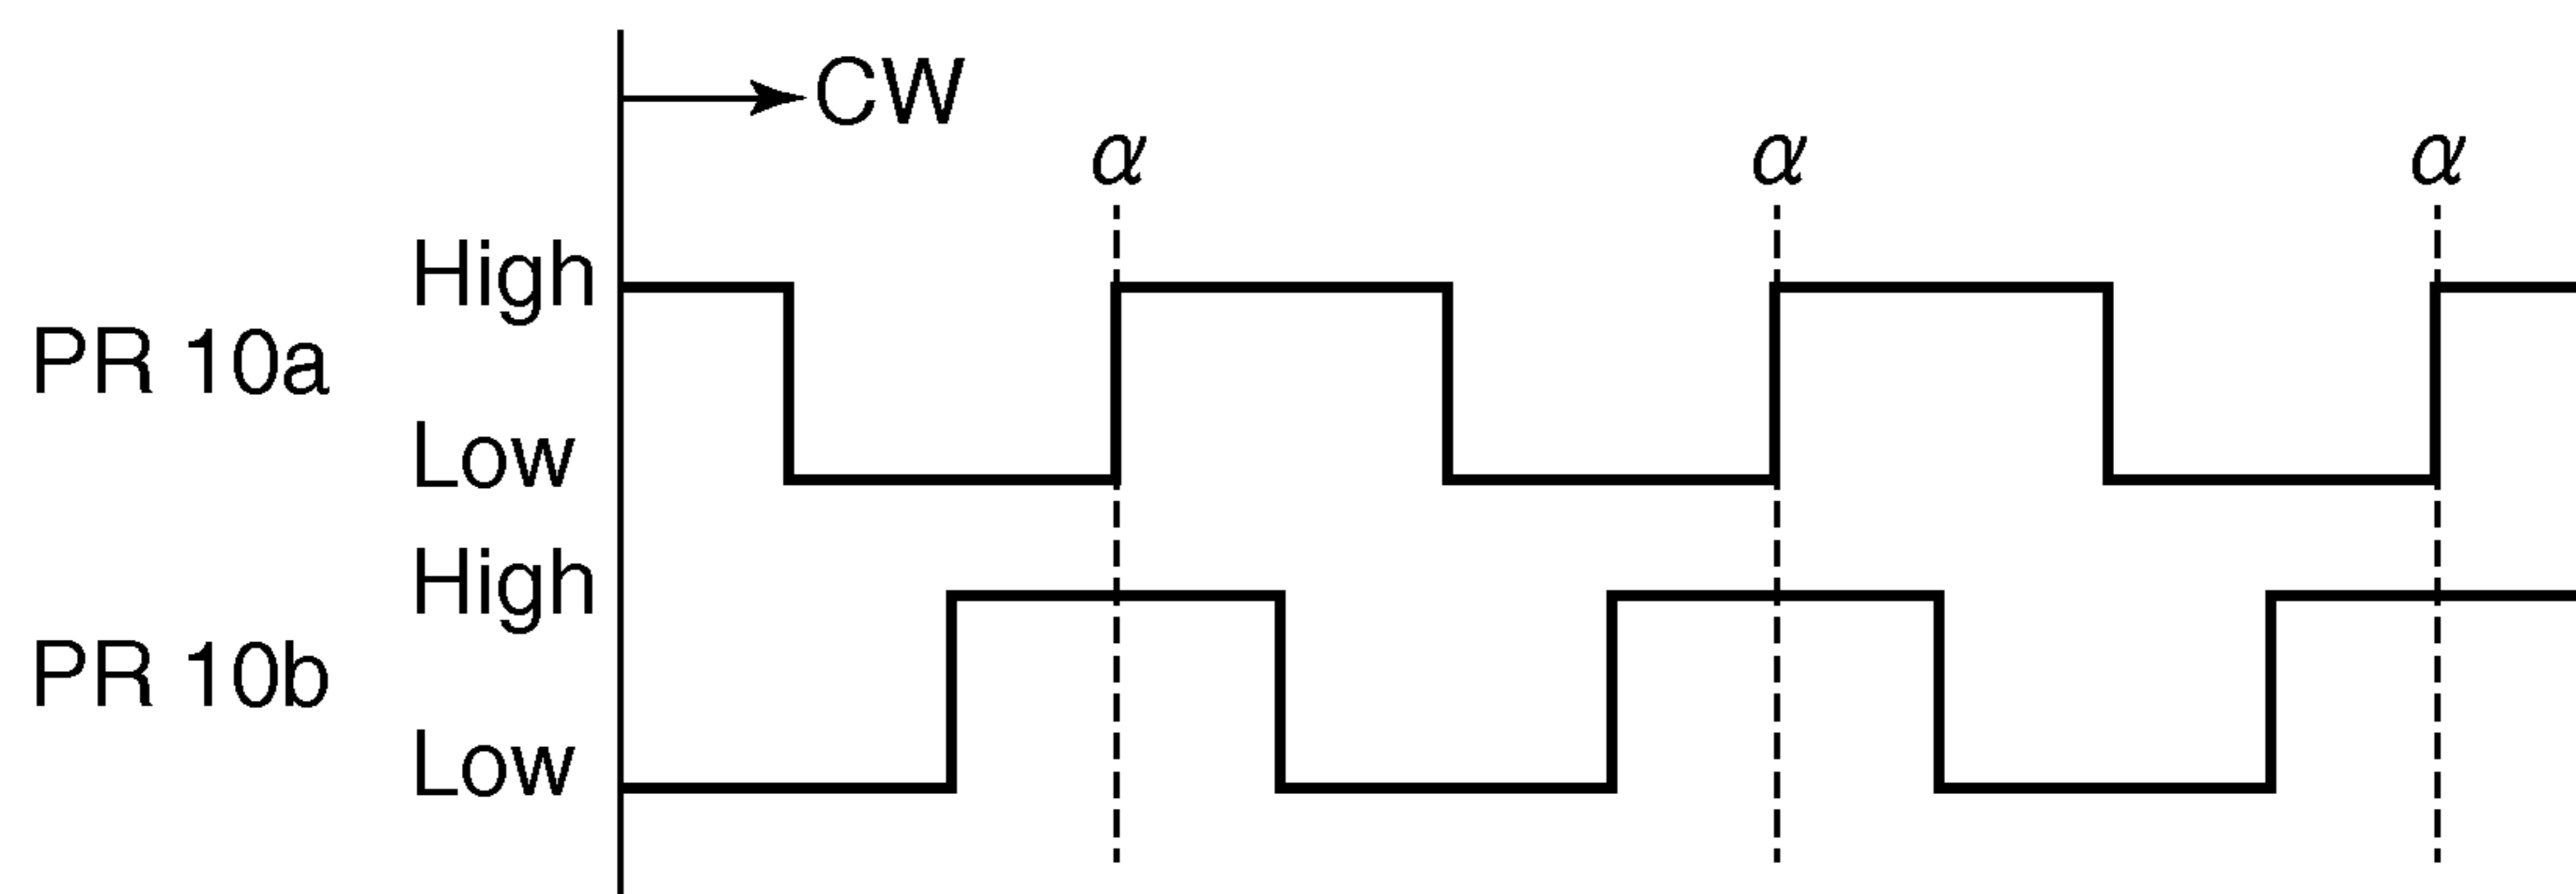 CW
α α α
High
PR 10a
Low
High
PR 10b
Low